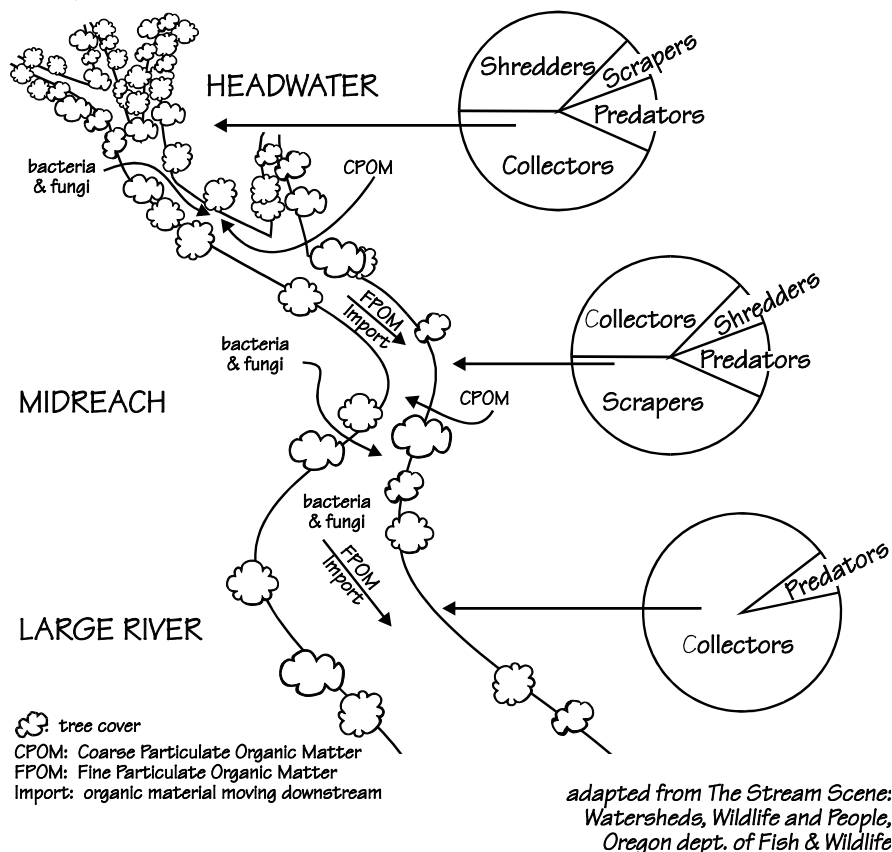 HEADWATER
Shredders
Scrapers
Predators
Collectors
bacteria
& fungi
CPOM
FPOM
Import
bacteria
& fungi
MIDREACH
CPOM
Collectors
Shredders
Predators
Scrapers
bacteria
& fungi
FPOM
Import
LARGE RIVER
Predators
Collectors
: tree cover
CPOM: Coarse Particulate Organic Matter
FPOM: Fine Particulate Organic Matter
Import: organic material moving downstream
adapted from The Stream Scene:
Watersheds, Wildlife and People,
Oregon dept. of Fish & Wildlife